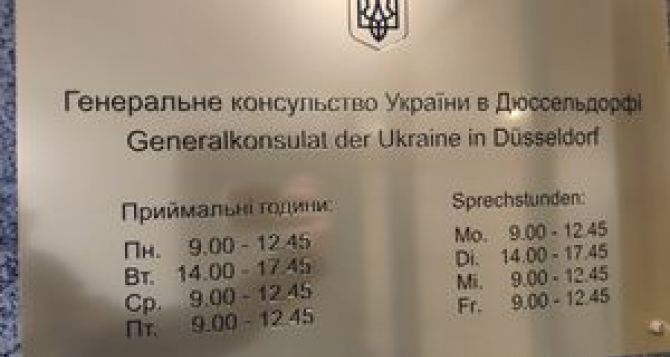 Генеральне консульство України в Дюссельдорфі
Generalkonsulat der Ukraine in Düsseldorf
Приймальні години:
Пн. 9.00 - 12.45
Вт. 14.00 - 17.45
Ср. 9.00 - 12.45
Пт. 9.00 - 12.45
Sprechstunden:
Mo. 9.00 - 12.45
Di. 14.00 - 17.45
Mi. 9.00 - 12.45
Fr. 9.00 - 12.45